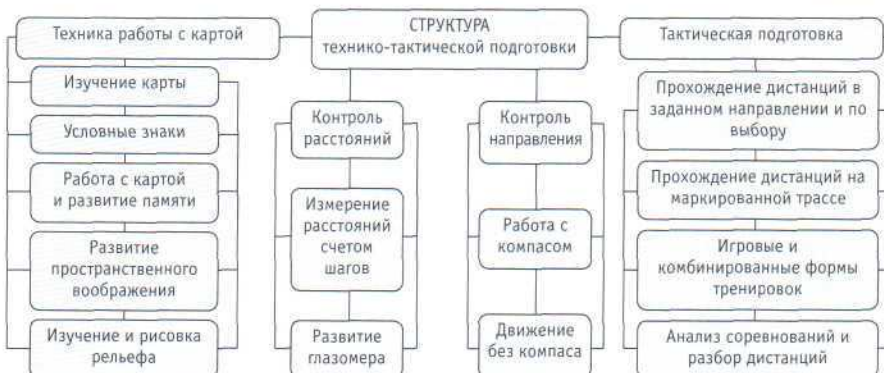 Техника работы с картой
СТРУКТУРА
технико-тактической подготовки
Тактическая подготовка
Изучение карты
Условные знаки
Работа с картой
и развитие памяти
Развитие
пространственного
воображения
Изучение и рисовка
рельефа
Контроль
расстояний
Измерение
расстояний
счетом
шагов
Развитие
глазомера
Контроль
направления
Работа с
компасом
Движение
без компаса
Прохождение дистанций в
заданном направлении и по
выбору
Прохождение дистанций на
маркированной трассе
Игровые и
комбинированные формы
тренировок
Анализ соревнований и
разбор дистанций